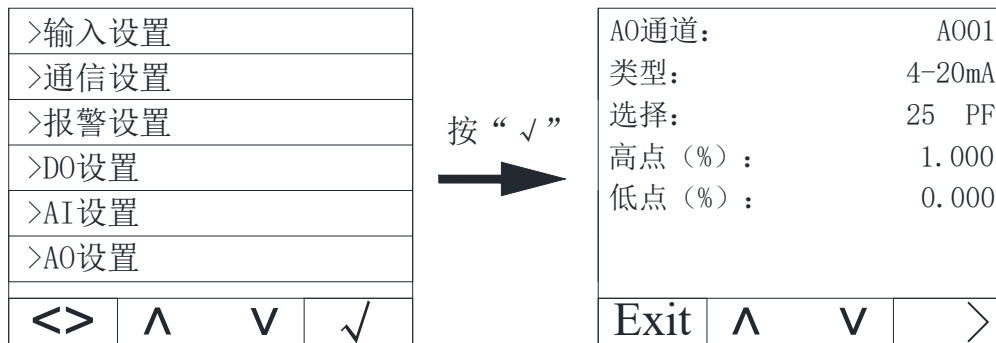 >输入设置
>通信设置
>报警设置
>DO设置
>AI设置
>AO设置
<> ∧ ∨ √
按“√”
AO通道： AO01
类型： 4-20mA
选择： 25 PF
高点（%）： 1.000
低点（%）： 0.000
Exit ∧ ∨ >